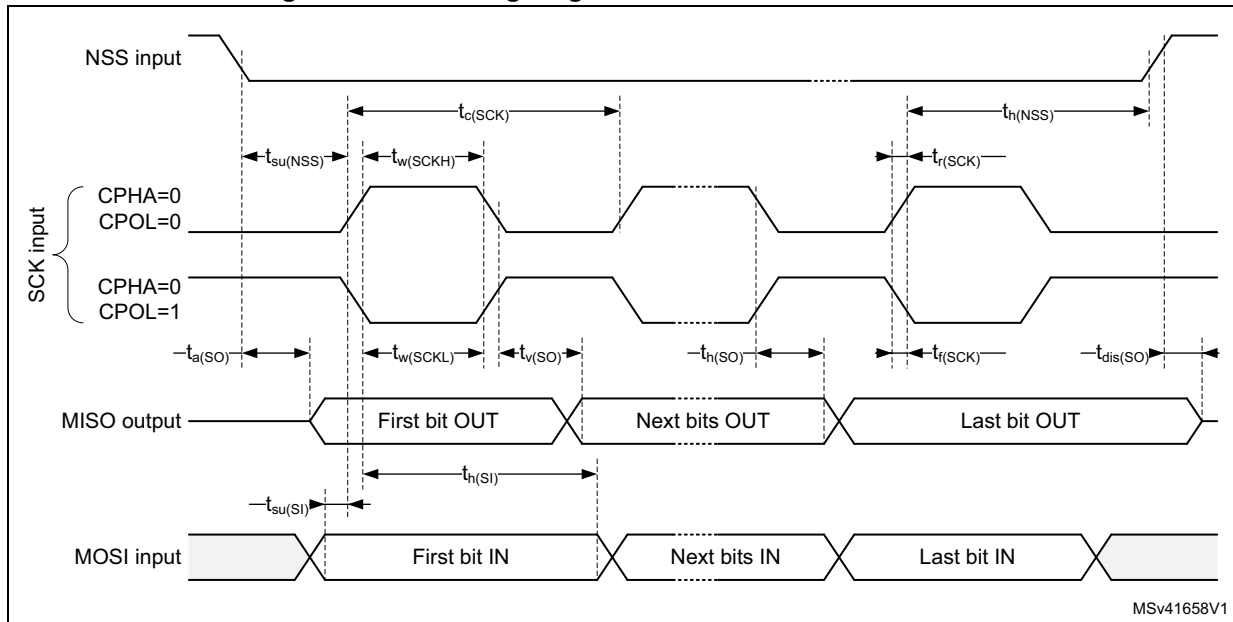 NSS input
tc(SCK)
th(NSS)
tsu(NSS)
tw(SCKH)
tr(SCK)
SCK input
CPHA=0
CPOL=0
CPHA=0
CPOL=1
ta(SO)
tw(SCKL)
tv(SO)
th(SO)
tf(SCK)
tdis(SO)
MISO output
First bit OUT
Next bits OUT
Last bit OUT
th(SI)
tsu(SI)
MOSI input
First bit IN
Next bits IN
Last bit IN
MSv41658V1